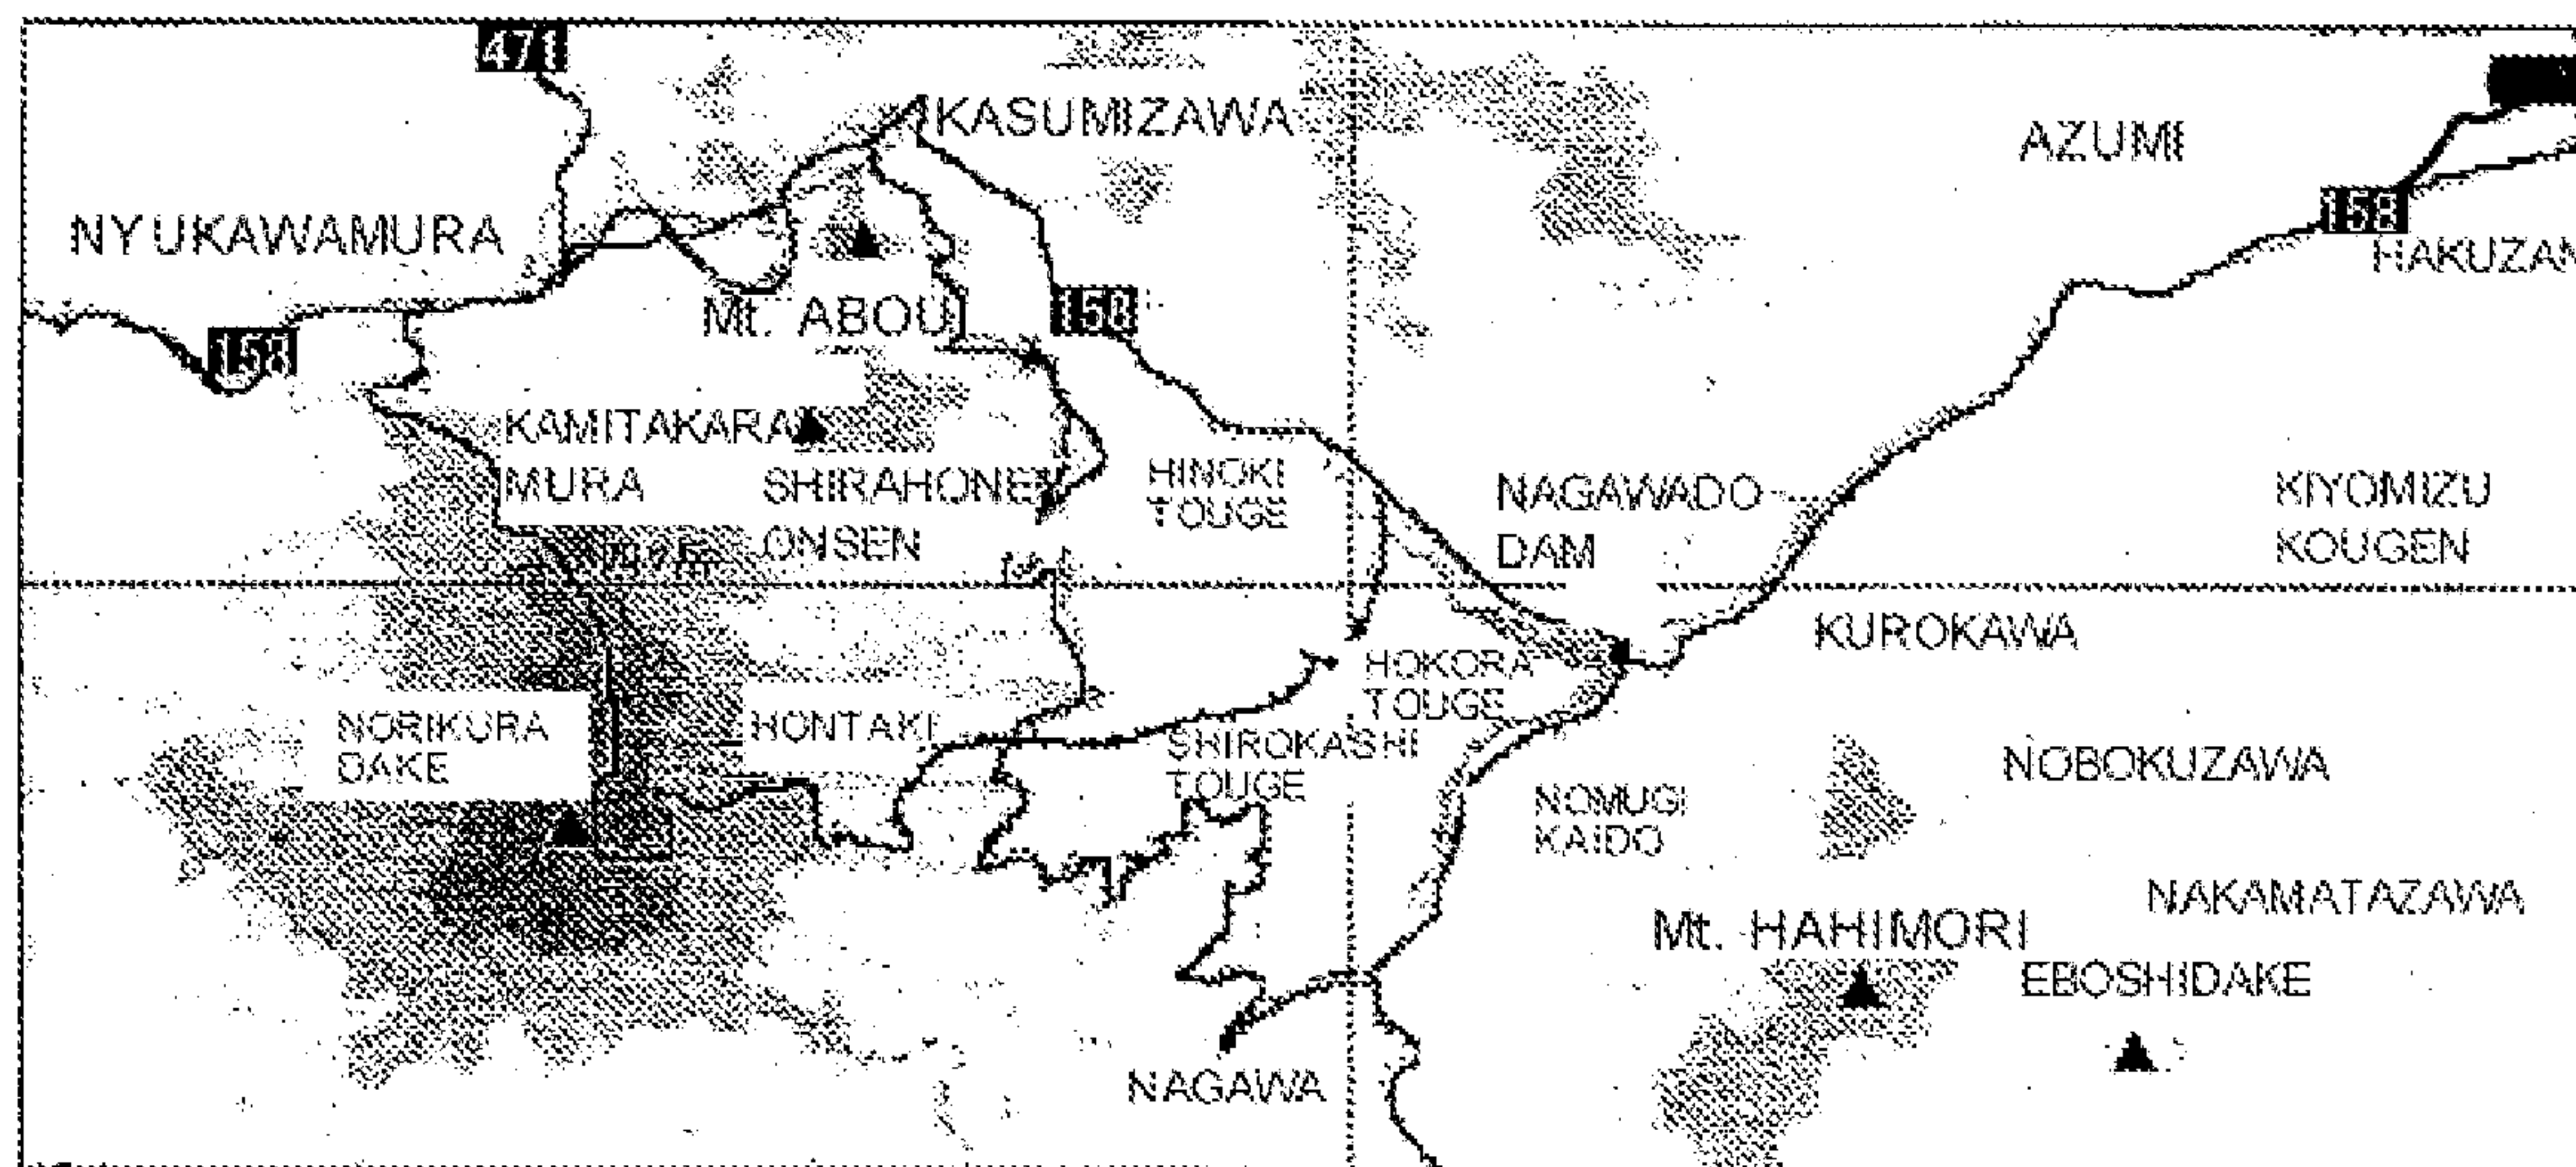 471
KASUMIZAWA
AZUMI
158
NYUKAWAMURA
HAKUZAN
Mt. ABOU
158
158
KAMITAKARA
MURA
SHIRAHONE
ONSEN
HINOKI
TOUGE
NAGAWADO
DAM
KIYOMIZU
KOUGEN
KUROKAWA
HOKORA
TOUGE
NORIKURA
DAKE
HONTAKI
SHIROKASHI
TOUGE
NOBOKUZAWA
NOMUGI
KAIDO
NAKAMATAZAWA
Mt. HAHIMORI
EBOSHIDAKE
NAGAWA